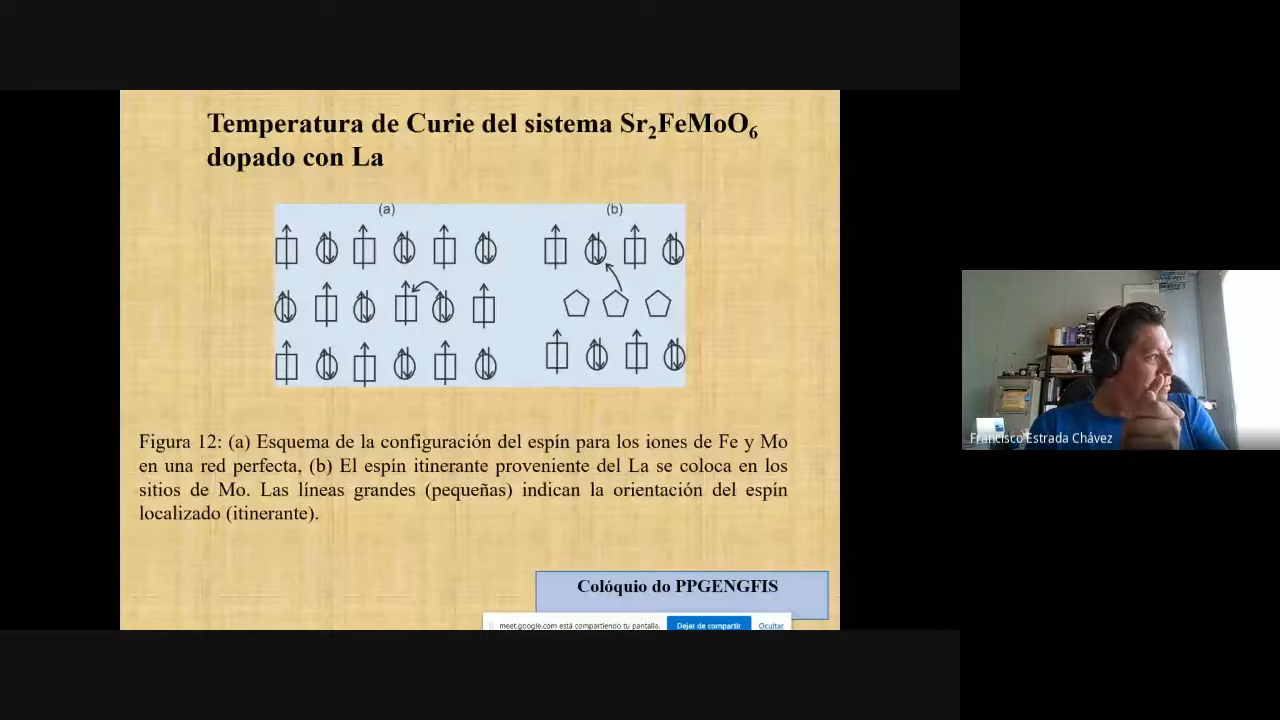 Temperatura de Curie del sistema Sr₂FeMoO₆
dopado con La
(a)
(b)
Figura 12: (a) Esquema de la configuración del espín para los iones de Fe y Mo
en una red perfecta, (b) El espín itinerante proveniente del La se coloca en los
sitios de Mo. Las líneas grandes (pequeñas) indican la orientación del espín
localizado (itinerante).
Colóquio do PPGENGFIS
meet.google.com está compartiendo tu pantalla.
Dejar de compartir
Ocultar
Francisco Estrada Chávez